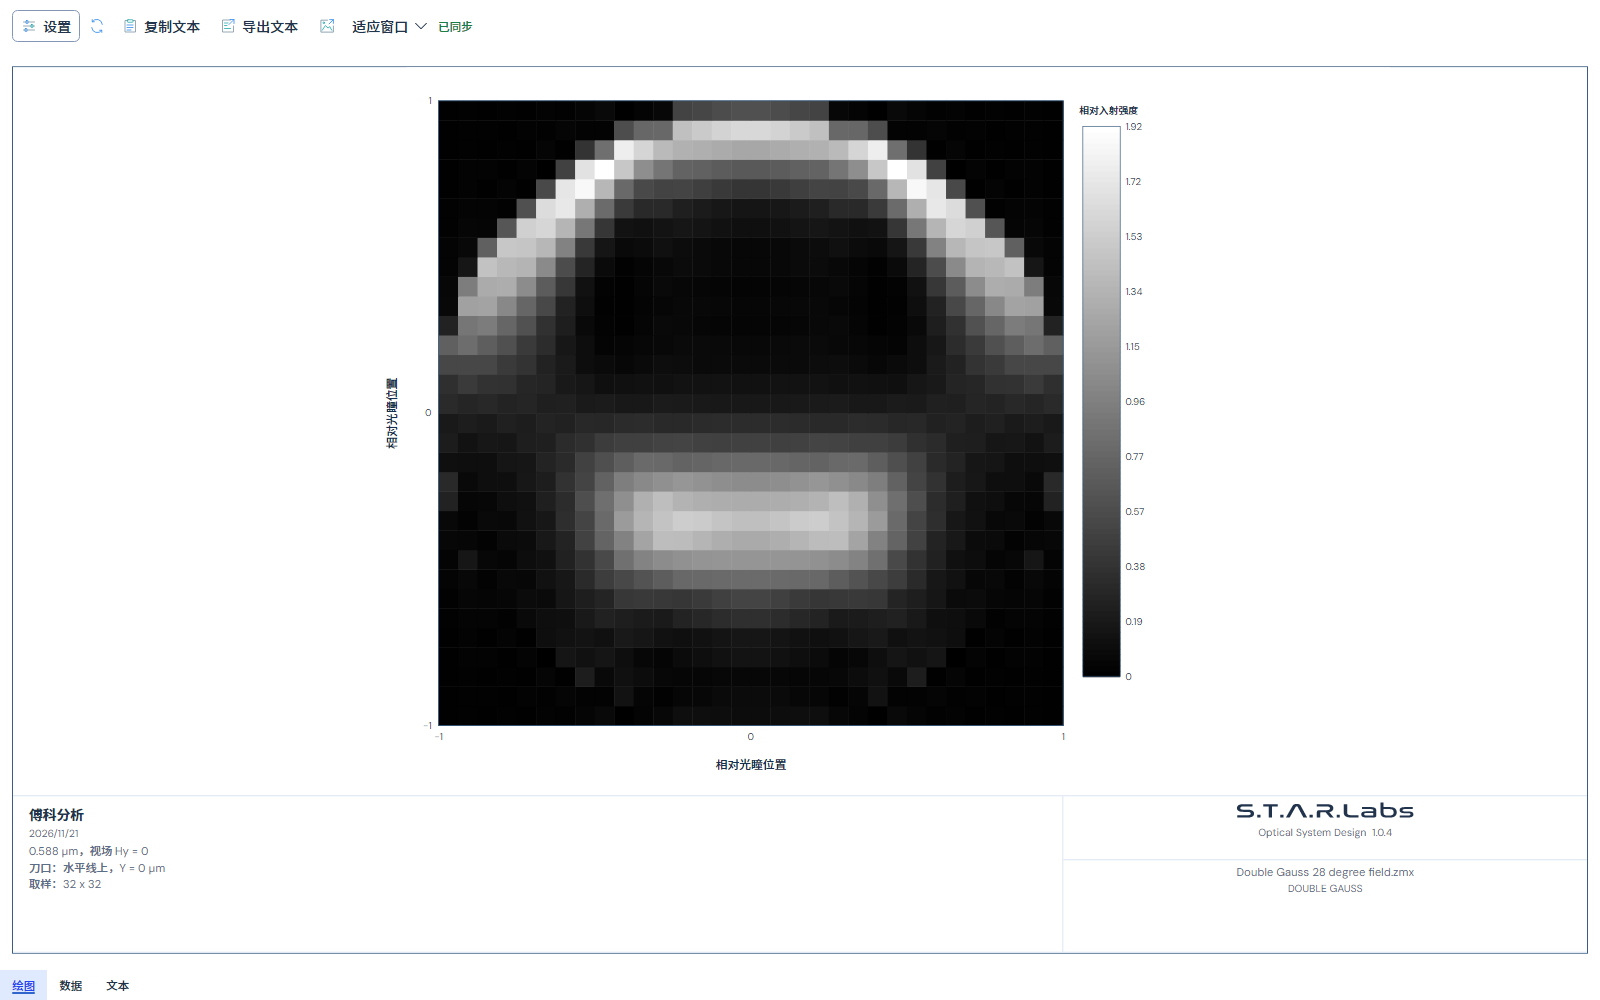 设置
复制文本
导出文本
适应窗口
已同步
相对入射强度
1.92
1.72
1.53
1.34
1.15
0.96
0.77
0.57
0.38
0.19
0
1
0
-1
相对光瞳位置
-1
0
1
相对光瞳位置
傅科分析
2026/11/21
0.588 µm，视场 Hy = 0
刀口：水平线上，Y = 0 µm
取样：32 x 32
S.T.A.R.Labs
Optical System Design 1.0.4
Double Gauss 28 degree field.zmx
DOUBLE GAUSS
绘图
数据
文本